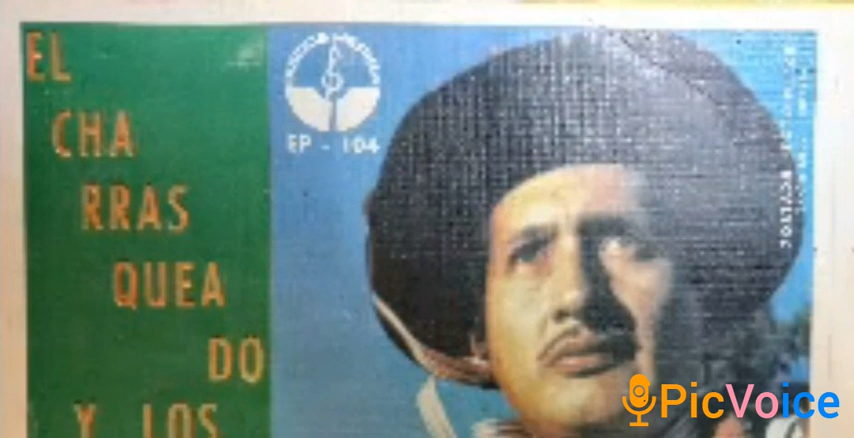 EL
CHA
RRAS
QUEA
DO
Y LOS
EP - 104
PicVoice